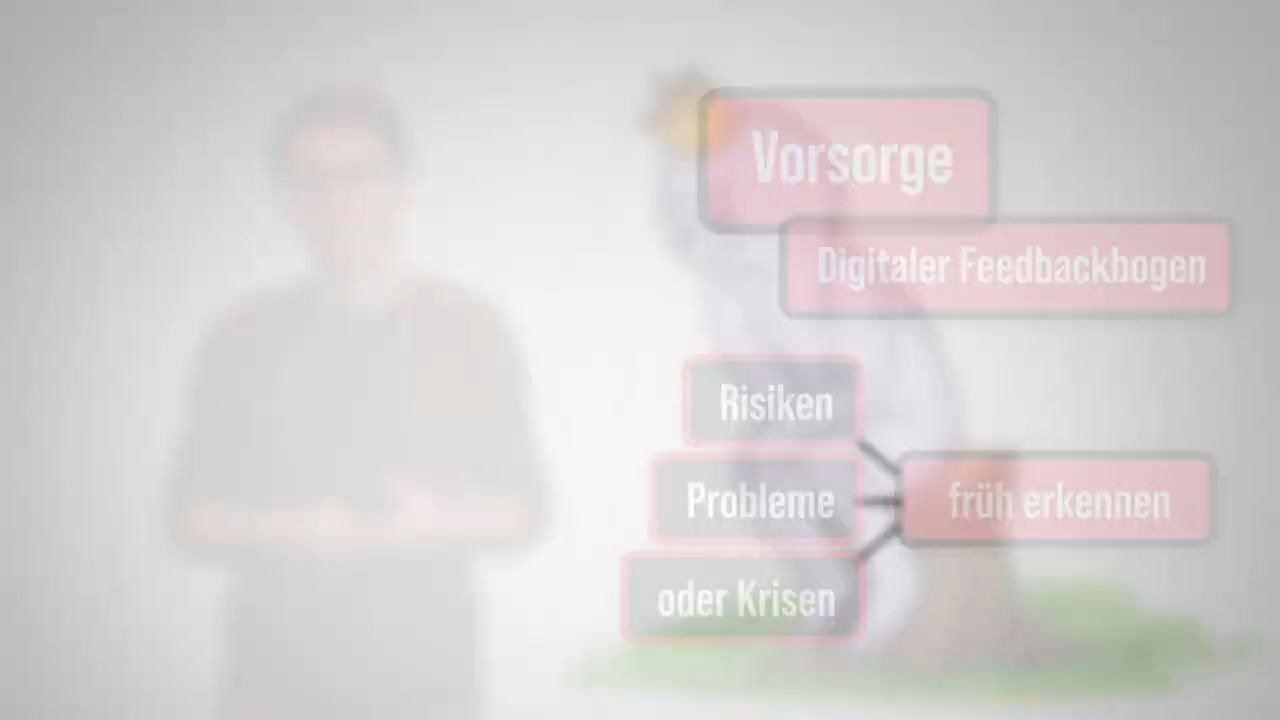 Vorsorge
Digitaler Feedbackbogen
Risiken
Probleme
früh erkennen
oder Krisen